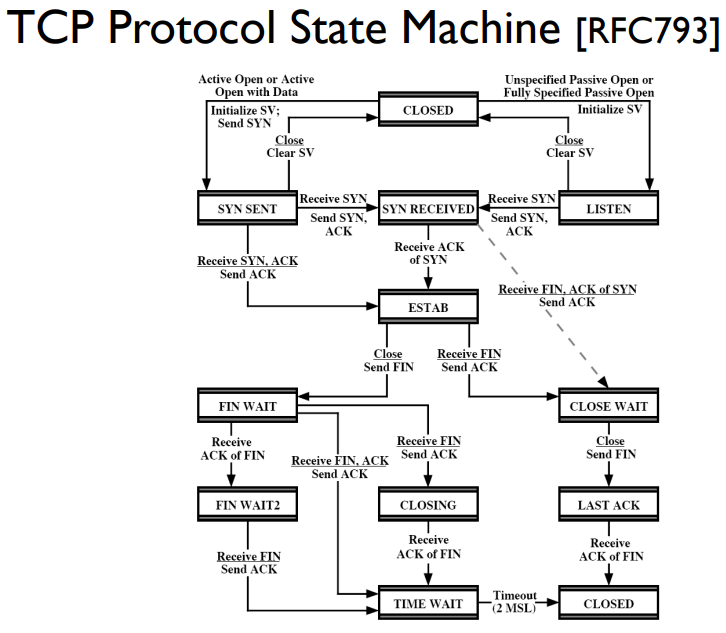 TCP Protocol State Machine [RFC793]
Active Open or Active
Open with Data
Initialize SV;
Send SYN
CLOSED
Unspecified Passive Open or
Fully Specified Passive Open
Initialize SV
Close
Clear SV
Close
Clear SV
SYN SENT
Receive SYN
Send SYN,
ACK
SYN RECEIVED
Receive SYN
Send SYN,
ACK
LISTEN
Receive SYN, ACK
Send ACK
Receive ACK
of SYN
Receive FIN, ACK of SYN
Send ACK
ESTAB
Close
Send FIN
Receive FIN
Send ACK
FIN WAIT
CLOSE WAIT
Receive
ACK of FIN
Receive FIN, ACK
Send ACK
Receive FIN
Send ACK
Close
Send FIN
FIN WAIT2
CLOSING
LAST ACK
Receive FIN
Send ACK
Receive
ACK of FIN
Receive
ACK of FIN
TIME WAIT
Timeout
(2 MSL)
CLOSED